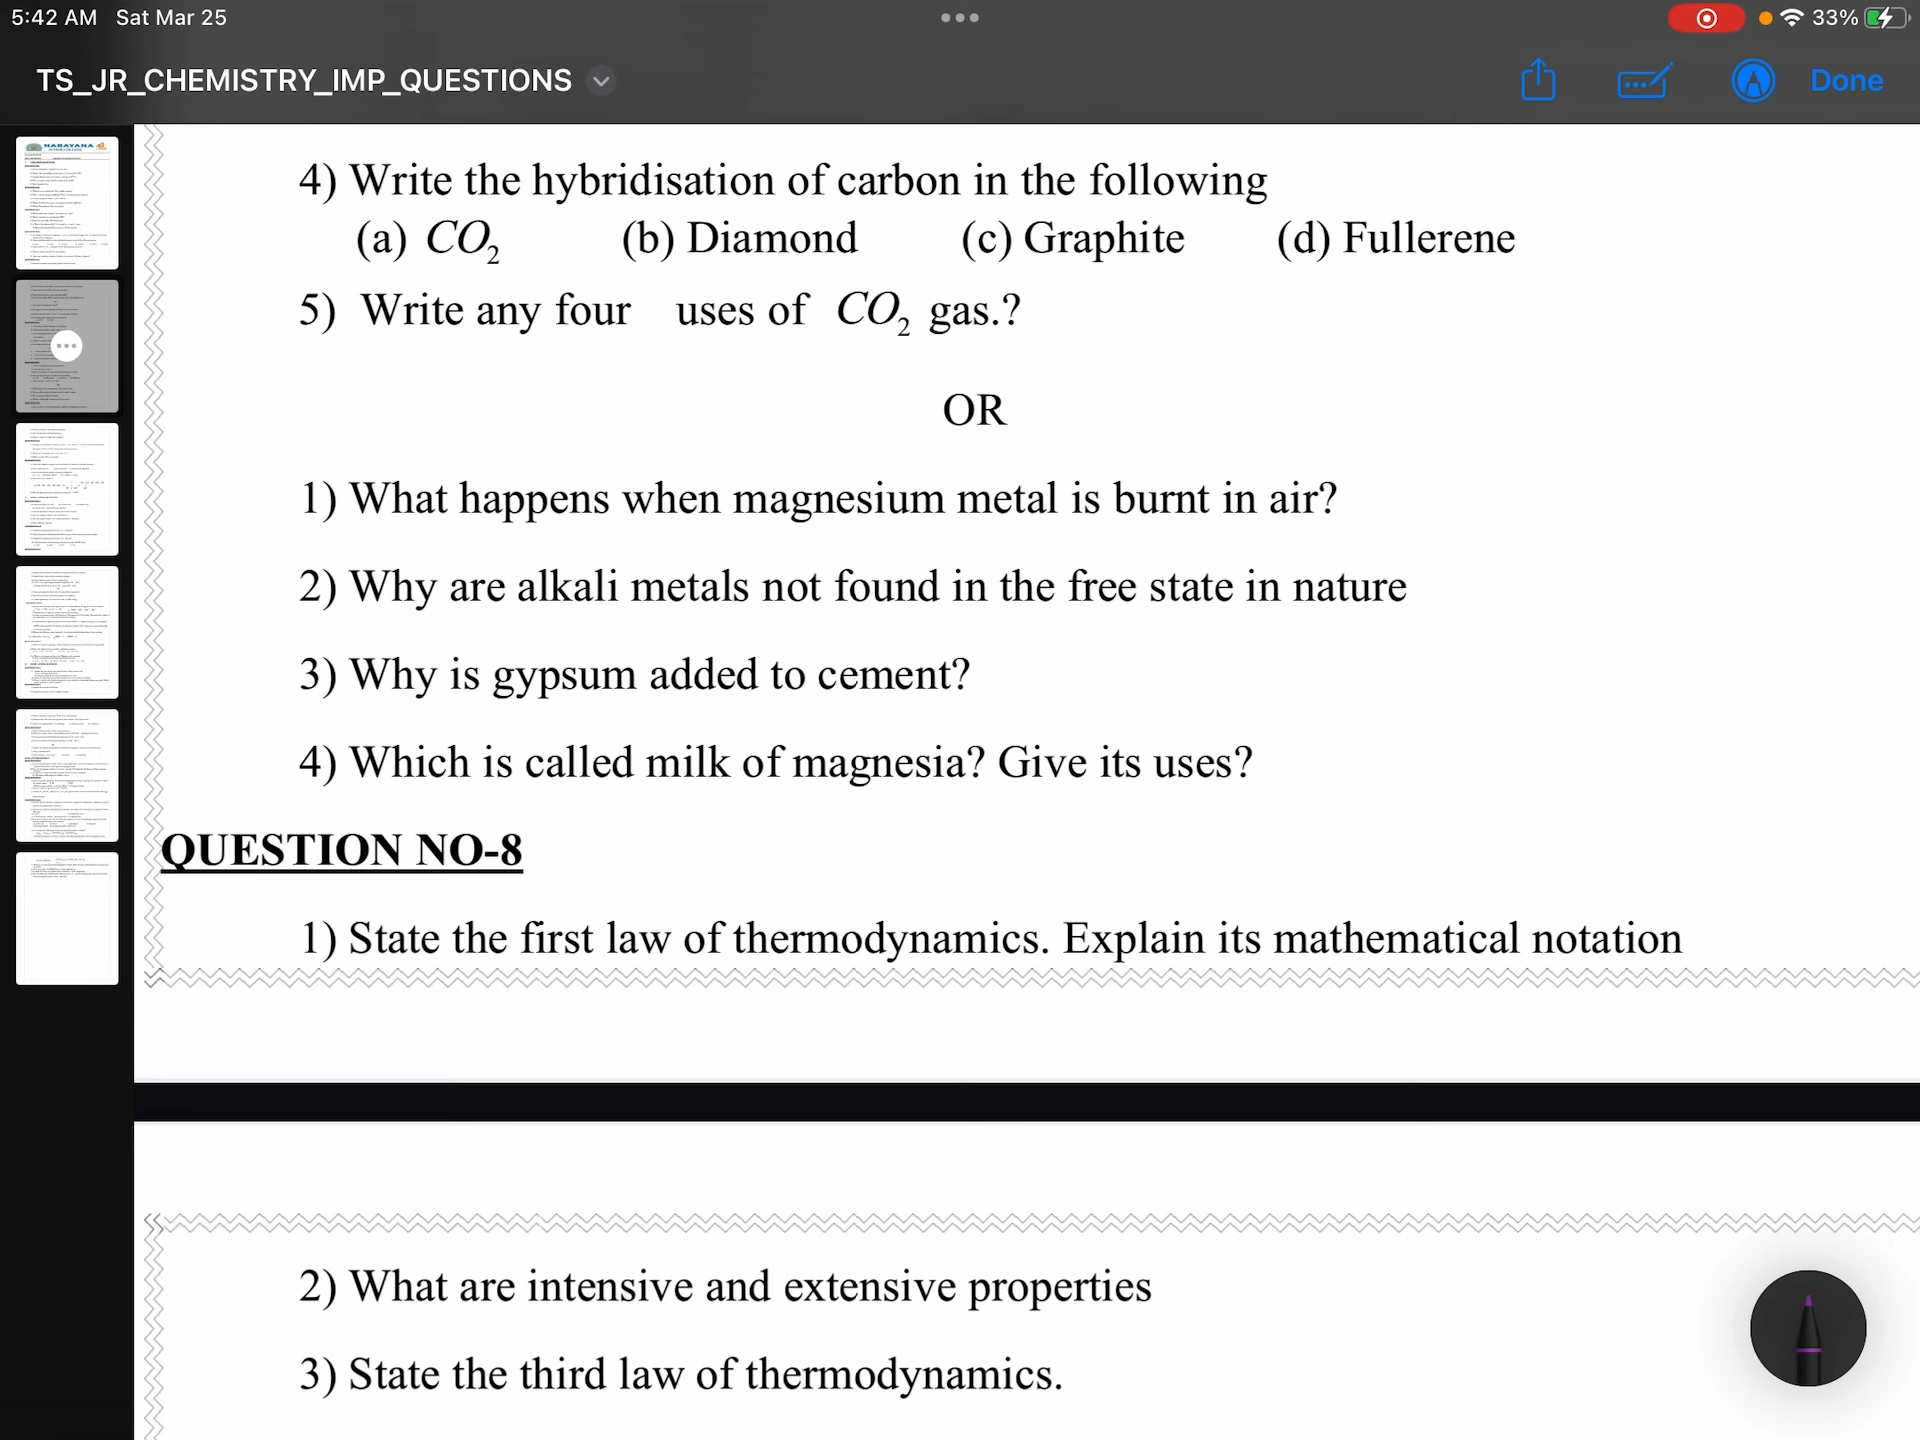 5:42 AM Sat Mar 25
33%
TS_JR_CHEMISTRY_IMP_QUESTIONS
Done
NARAYANA
4) Write the hybridisation of carbon in the following
(a) CO₂ (b) Diamond (c) Graphite (d) Fullerene
5) Write any four uses of CO₂ gas.?
OR
1) What happens when magnesium metal is burnt in air?
2) Why are alkali metals not found in the free state in nature
3) Why is gypsum added to cement?
4) Which is called milk of magnesia? Give its uses?
QUESTION NO-8
1) State the first law of thermodynamics. Explain its mathematical notation
2) What are intensive and extensive properties
3) State the third law of thermodynamics.